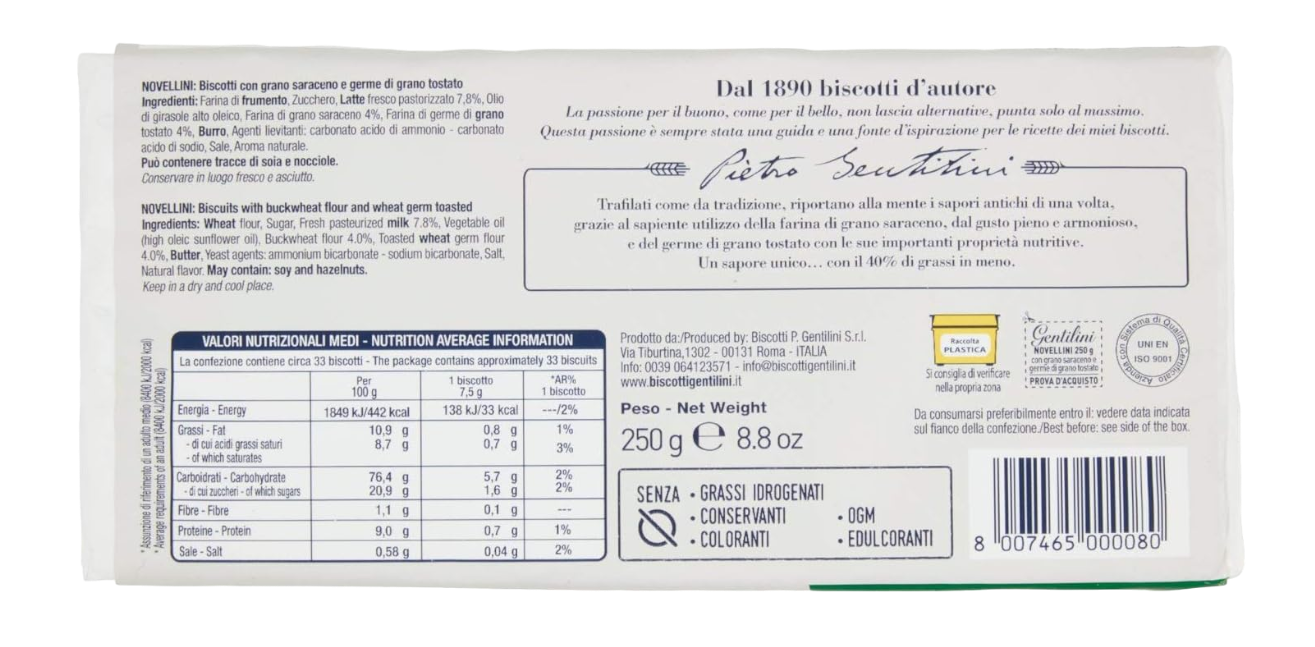 NOVELLINI: Biscotti con grano saraceno e germe di grano tostato
Ingredienti: Farina di frumento, Zucchero, Latte fresco pastorizzato 7,8%, Olio
di girasole alto oleico, Farina di grano saraceno 4%, Farina di germe di grano
tostato 4%, Burro, Agenti lievitanti: carbonato acido di ammonio - carbonato
acido di sodio, Sale, Aroma naturale.
Può contenere tracce di soia e nocciole.
Conservare in luogo fresco e asciutto.
NOVELLINI: Biscuits with buckwheat flour and wheat germ toasted
Ingredients: Wheat flour, Sugar, Fresh pasteurized milk 7.8%, Vegetable oil
(high oleic sunflower oil), Buckwheat flour 4.0%, Toasted wheat germ flour
4.0%, Butter, Yeast agents: ammonium bicarbonate - sodium bicarbonate, Salt,
Natural flavor. May contain: soy and hazelnuts.
Keep in a dry and cool place.
Dal 1890 biscotti d'autore
La passione per il buono, come per il bello, non lascia alternative, punta solo al massimo.
Questa passione è sempre stata una guida e una fonte d'ispirazione per le ricette dei miei biscotti.
Pietro Gentilini
Trafilati come da tradizione, riportano alla mente i sapori antichi di una volta,
grazie al sapiente utilizzo della farina di grano saraceno, dal gusto pieno e armonioso,
e del germe di grano tostato con le sue importanti proprietà nutritive.
Un sapore unico... con il 40% di grassi in meno.
* Assunzione di riferimento di un adulto medio (8400 kJ/2000 kcal)
* Average requirements of an adult (8400 kJ/2000 kcal)
VALORI NUTRIZIONALI MEDI - NUTRITION AVERAGE INFORMATION
La confezione contiene circa 33 biscotti - The package contains approximately 33 biscuits
Per 1 biscotto *AR%
100 g 7,5 g 1 biscotto
Energia - Energy 1849 kJ/442 kcal 138 kJ/33 kcal ---/2%
Grassi - Fat 10,9 g 0,8 g 1%
- di cui acidi grassi saturi 8,7 g 0,7 g 3%
- of which saturates
Carboidrati - Carbohydrate 76,4 g 5,7 g 2%
- di cui zuccheri - of which sugars 20,9 g 1,6 g 2%
Fibre - Fibre 1,1 g 0,1 g ---
Proteine - Protein 9,0 g 0,7 g 1%
Sale - Salt 0,58 g 0,04 g 2%
Prodotto da:/Produced by: Biscotti P. Gentilini S.r.l.
Via Tiburtina,1302 - 00131 Roma - ITALIA
Info: 0039 064123571 - info@biscottigentilini.it
www.biscottigentilini.it
Peso - Net Weight
250 g ℮ 8.8 oz
SENZA • GRASSI IDROGENATI
• CONSERVANTI • OGM
• COLORANTI • EDULCORANTI
Raccolta
PLASTICA
Si consiglia di verificare
nella propria zona
Gentilini
NOVELLINI 250 g
con grano saraceno e
germe di grano tostato
PROVA D'ACQUISTO
Azienda con Sistema di Qualità Certificato
UNI EN
ISO 9001
Da consumarsi preferibilmente entro il: vedere data indicata
sul fianco della confezione./Best before: see side of the box.
8 007465 000080